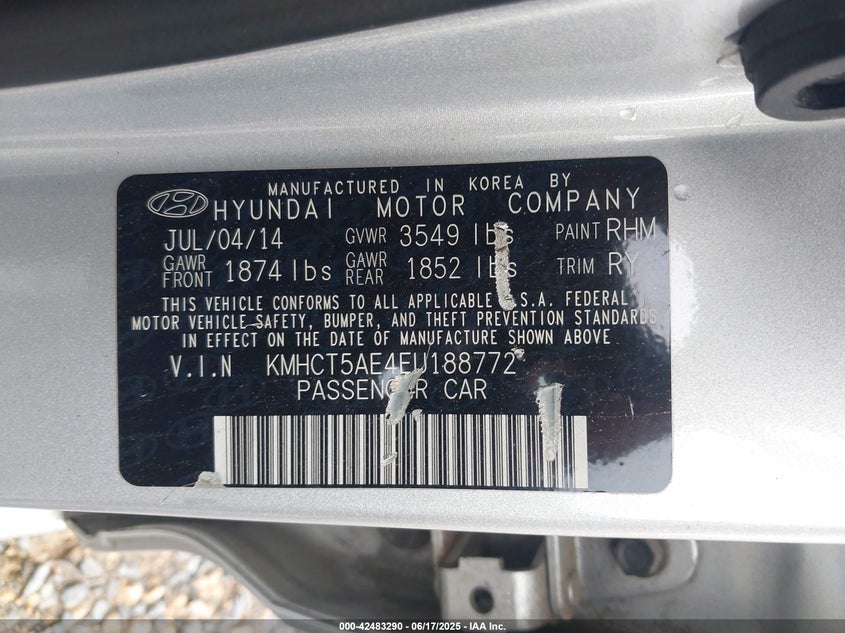 MANUFACTURED IN KOREA BY
HYUNDAI MOTOR COMPANY
JUL/04/14 GVWR 3549 lbs PAINT RHM
GAWR FRONT 1874 lbs GAWR REAR 1852 lbs TRIM RY
THIS VEHICLE CONFORMS TO ALL APPLICABLE S.A. FEDERAL
MOTOR VEHICLE SAFETY, BUMPER, AND THEFT PREVENTION STANDARDS
IN EFFECT ON THE DATE OF MANUFACTURE SHOWN ABOVE
V.I.N KMHCT5AE4EU188772
PASSENGER CAR
000-42483290 - 06/17/2025 - IAA Inc.